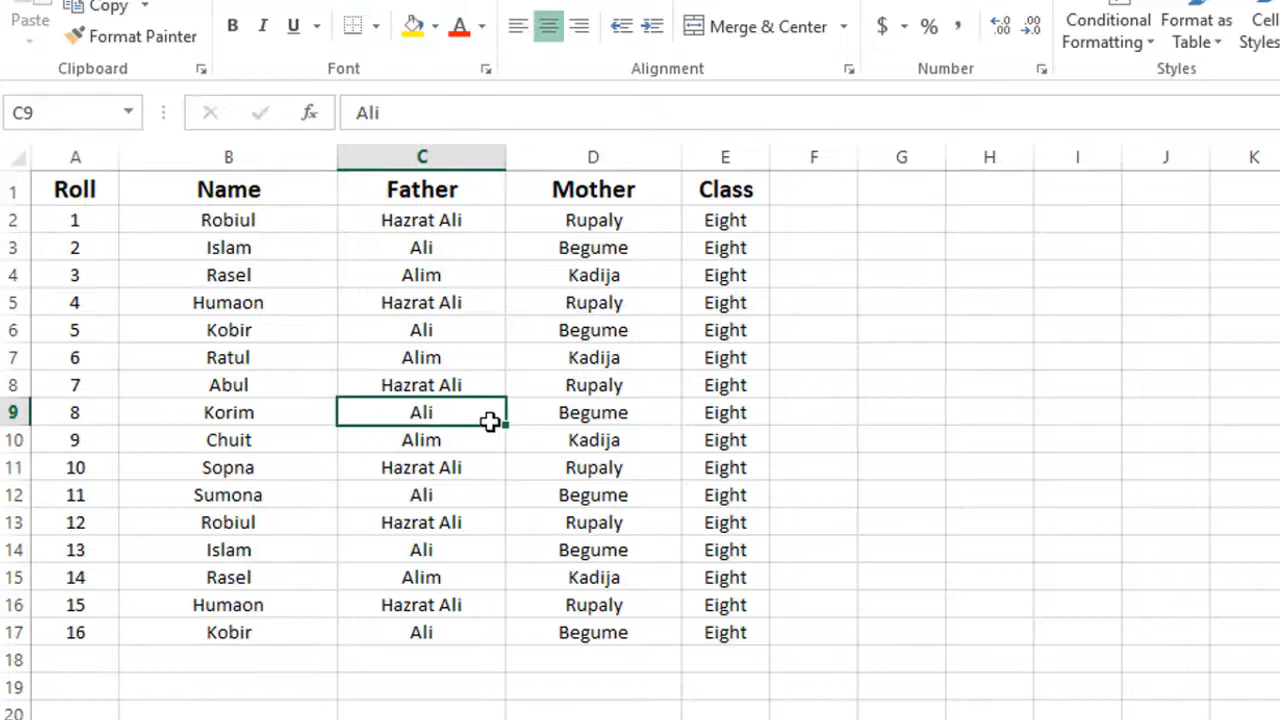 Paste Copy
Format Painter
B I U A Merge & Center $ % , Conditional Formatting Format as Table Cell Styles
Clipboard Font Alignment Number Styles
C9 fx Ali
A B C D E F G H I J K
1 Roll Name Father Mother Class
2 1 Robiul Hazrat Ali Rupaly Eight
3 2 Islam Ali Begume Eight
4 3 Rasel Alim Kadija Eight
5 4 Humaon Hazrat Ali Rupaly Eight
6 5 Kobir Ali Begume Eight
7 6 Ratul Alim Kadija Eight
8 7 Abul Hazrat Ali Rupaly Eight
9 8 Korim Ali Begume Eight
10 9 Chuit Alim Kadija Eight
11 10 Sopna Hazrat Ali Rupaly Eight
12 11 Sumona Ali Begume Eight
13 12 Robiul Hazrat Ali Rupaly Eight
14 13 Islam Ali Begume Eight
15 14 Rasel Alim Kadija Eight
16 15 Humaon Hazrat Ali Rupaly Eight
17 16 Kobir Ali Begume Eight
18
19
20